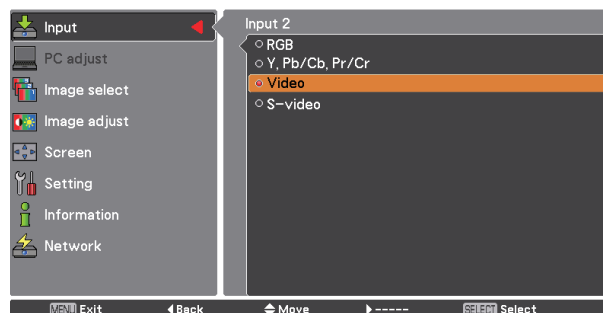 Input
PC adjust
Image select
Image adjust
Screen
Setting
Information
Network
Input 2
RGB
Y, Pb/Cb, Pr/Cr
Video
S-video
MENU Exit
Back
Move
-----
SELECT Select